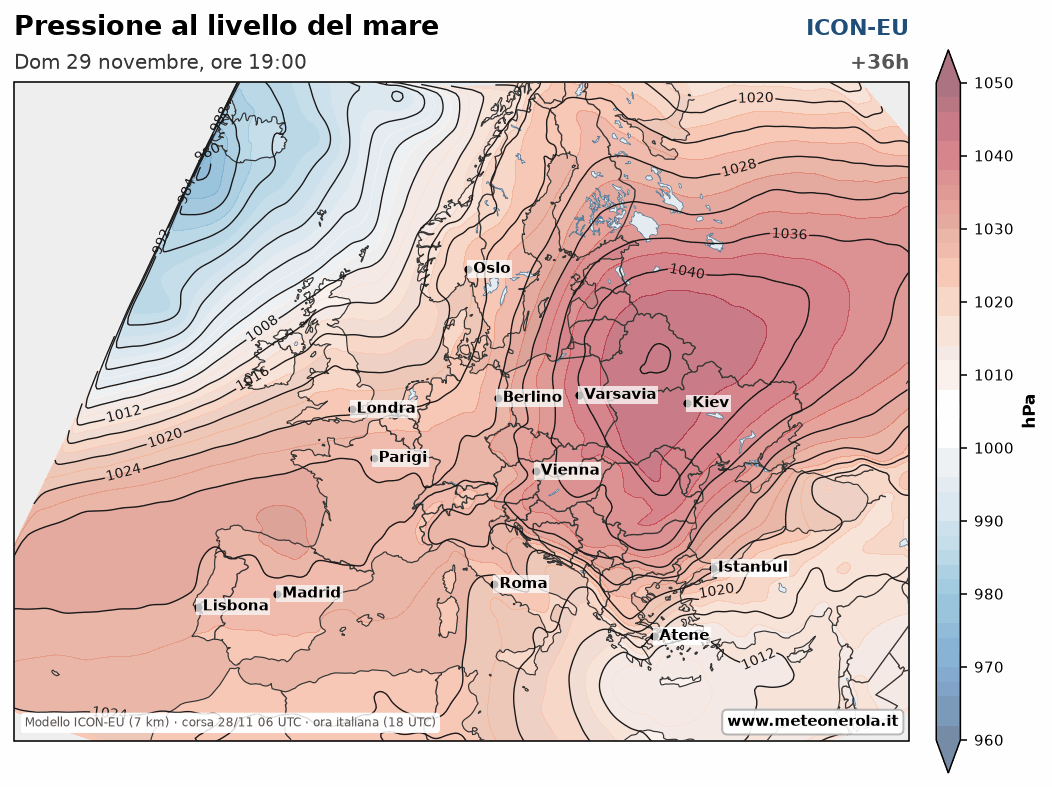 Pressione al livello del mare
ICON-EU
Dom 29 novembre, ore 19:00
+36h
1050
1040
1030
1020
1010
1000
990
980
970
960
hPa
988
960
984
992
1020
1028
1036
1040
1008
1016
1012
1020
1024
1020
1012
1024
Oslo
Londra
Berlino
Varsavia
Kiev
Parigi
Vienna
Istanbul
Roma
Madrid
Lisbona
Atene
Modello ICON-EU (7 km) · corsa 28/11 06 UTC · ora italiana (18 UTC)
www.meteonerola.it